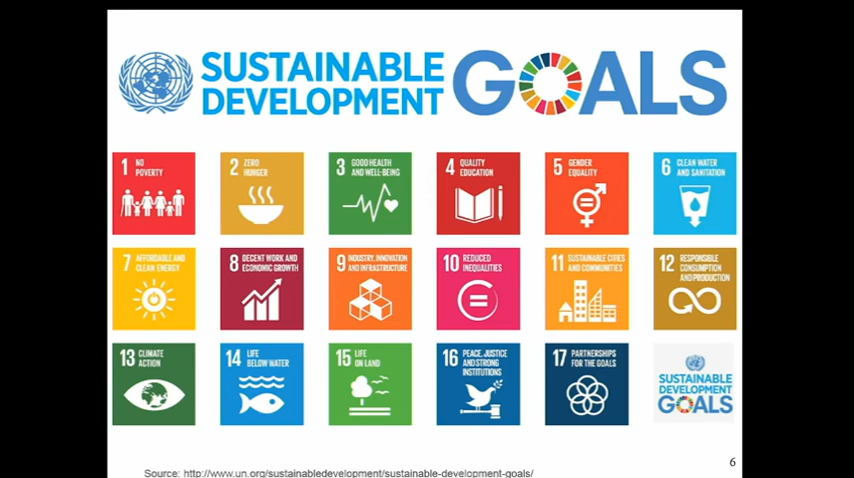 SUSTAINABLE
DEVELOPMENT
GOALS
1 NO
POVERTY
2 ZERO
HUNGER
3 GOOD HEALTH
AND WELL-BEING
4 QUALITY
EDUCATION
5 GENDER
EQUALITY
6 CLEAN WATER
AND SANITATION
7 AFFORDABLE AND
CLEAN ENERGY
8 DECENT WORK AND
ECONOMIC GROWTH
9 INDUSTRY, INNOVATION
AND INFRASTRUCTURE
10 REDUCED
INEQUALITIES
11 SUSTAINABLE CITIES
AND COMMUNITIES
12 RESPONSIBLE
CONSUMPTION
AND PRODUCTION
13 CLIMATE
ACTION
14 LIFE
BELOW WATER
15 LIFE
ON LAND
16 PEACE, JUSTICE
AND STRONG
INSTITUTIONS
17 PARTNERSHIPS
FOR THE GOALS
SUSTAINABLE
DEVELOPMENT
GOALS
6
Source: http://www.un.org/sustainabledevelopment/sustainable-development-goals/